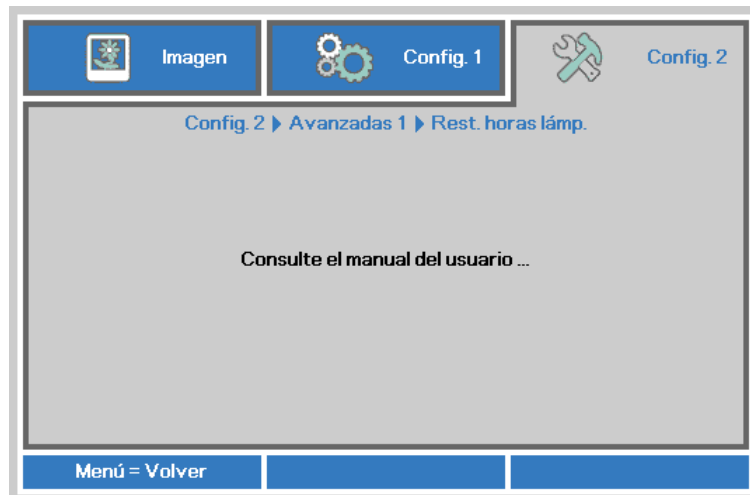 Imagen
Config. 1
Config. 2
Config. 2 ▶ Avanzadas 1 ▶ Rest. horas lámp.
Consulte el manual del usuario ...
Menú = Volver